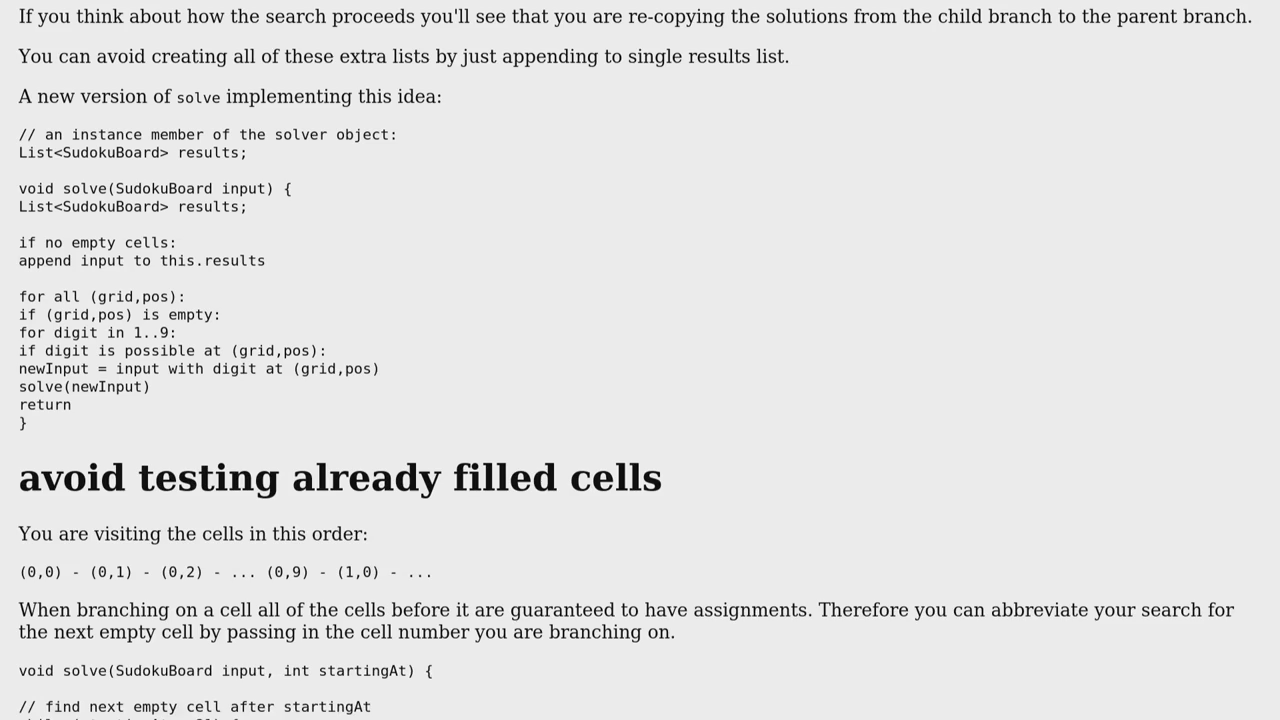 If you think about how the search proceeds you'll see that you are re-copying the solutions from the child branch to the parent branch.
You can avoid creating all of these extra lists by just appending to single results list.
A new version of solve implementing this idea:
// an instance member of the solver object:
List<SudokuBoard> results;
void solve(SudokuBoard input) {
List<SudokuBoard> results;
if no empty cells:
append input to this.results
for all (grid,pos):
if (grid,pos) is empty:
for digit in 1..9:
if digit is possible at (grid,pos):
newInput = input with digit at (grid,pos)
solve(newInput)
return
}
avoid testing already filled cells
You are visiting the cells in this order:
(0,0) - (0,1) - (0,2) - ... (0,9) - (1,0) - ...
When branching on a cell all of the cells before it are guaranteed to have assignments. Therefore you can abbreviate your search for
the next empty cell by passing in the cell number you are branching on.
void solve(SudokuBoard input, int startingAt) {
// find next empty cell after startingAt